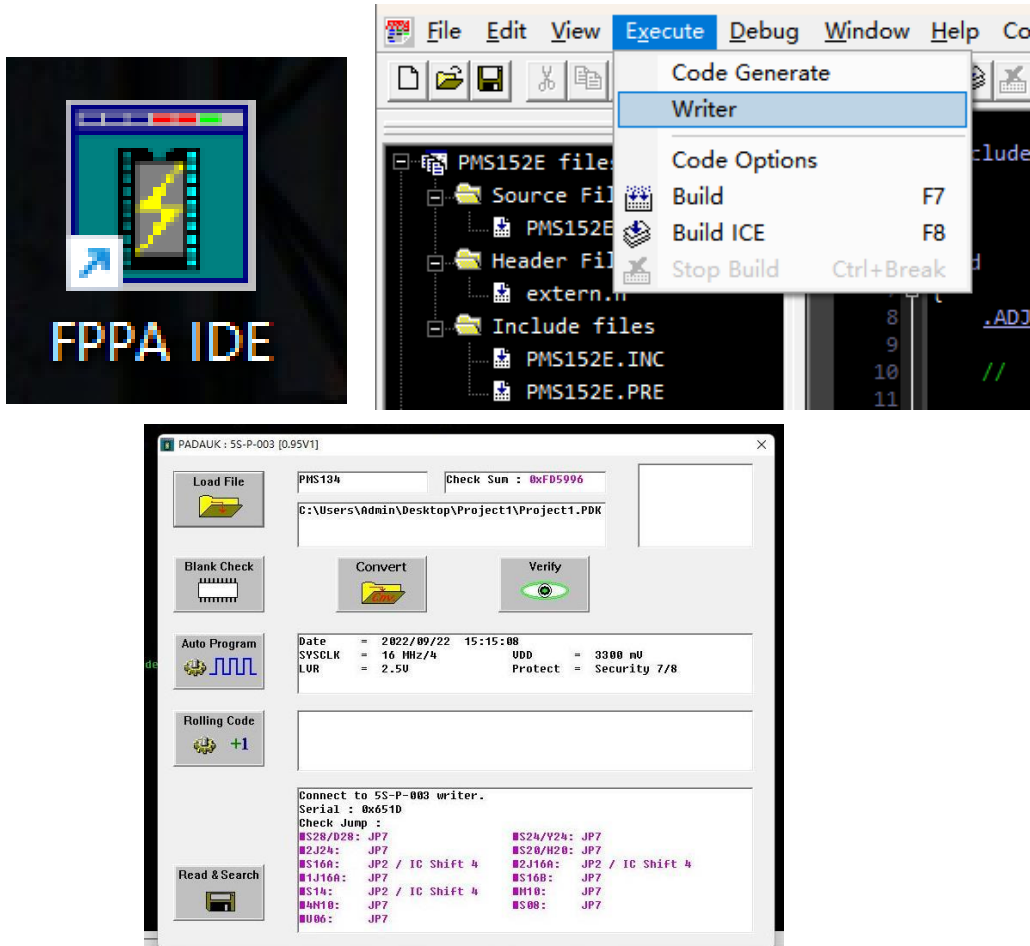 FPPA IDE
File Edit View Execute Debug Window Help Co
Code Generate
Writer
Code Options
Build F7
Build ICE F8
Stop Build Ctrl+Break
PMS152E file
Source Fil
PMS152E
Header Fil
extern.h
Include files
PMS152E.INC
PMS152E.PRE
clude
d
{
8 .ADJ
9
10 //
11
PADAUK : 5S-P-003 [0.95V1]
Load File
PMS134 Check Sum : 0xFD5996
C:\Users\Admin\Desktop\Project1\Project1.PDK
Blank Check
Convert
Cnv.
Verify
Auto Program
Date = 2022/09/22 15:15:08
SYSCLK = 16 MHz/4 VDD = 3300 mV
LVR = 2.5V Protect = Security 7/8
de
Rolling Code
+1
Connect to 5S-P-003 writer.
Serial : 0x651D
Check Jump :
■S28/D28: JP7 ■S24/Y24: JP7
■2J24: JP7 ■S20/H20: JP7
■S16A: JP2 / IC Shift 4 ■2J16A: JP2 / IC Shift 4
■1J16A: JP7 ■S16B: JP7
■S14: JP2 / IC Shift 4 ■M10: JP7
■4N10: JP7 ■S08: JP7
■U06: JP7
Read & Search